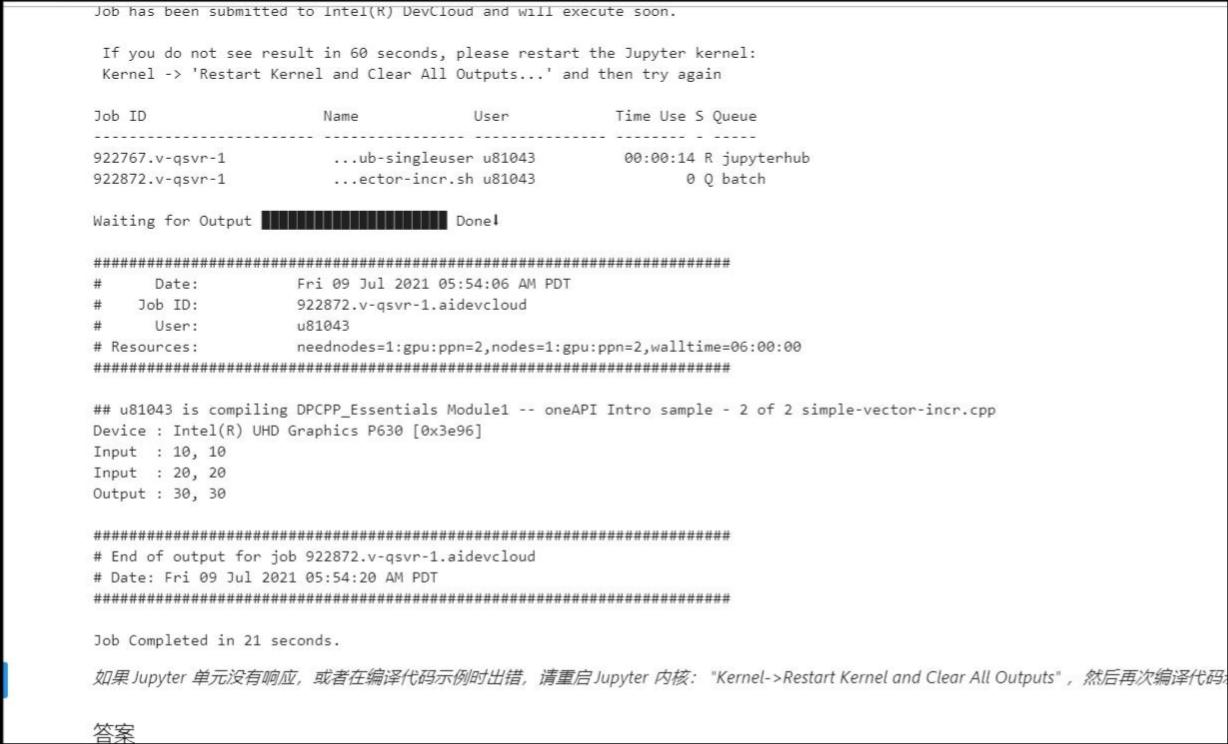 Job has been submitted to Intel(R) DevCloud and will execute soon.
If you do not see result in 60 seconds, please restart the Jupyter kernel:
Kernel -> 'Restart Kernel and Clear All Outputs...' and then try again
Job ID Name User Time Use S Queue
------------------------- ---------------- --------------- -------- - -----
922767.v-qsvr-1 ...ub-singleuser u81043 00:00:14 R jupyterhub
922872.v-qsvr-1 ...ector-incr.sh u81043 0 Q batch
Waiting for Output █████████████████████ Done⬇
########################################################################
# Date: Fri 09 Jul 2021 05:54:06 AM PDT
# Job ID: 922872.v-qsvr-1.aidevcloud
# User: u81043
# Resources: neednodes=1:gpu:ppn=2,nodes=1:gpu:ppn=2,walltime=06:00:00
########################################################################
## u81043 is compiling DPCPP_Essentials Module1 -- oneAPI Intro sample - 2 of 2 simple-vector-incr.cpp
Device : Intel(R) UHD Graphics P630 [0x3e96]
Input : 10, 10
Input : 20, 20
Output : 30, 30
########################################################################
# End of output for job 922872.v-qsvr-1.aidevcloud
# Date: Fri 09 Jul 2021 05:54:20 AM PDT
########################################################################
Job Completed in 21 seconds.
如果 Jupyter 单元没有响应，或者在编译代码示例时出错，请重启 Jupyter 内核： "Kernel->Restart Kernel and Clear All Outputs" ，然后再次编译代码
答案